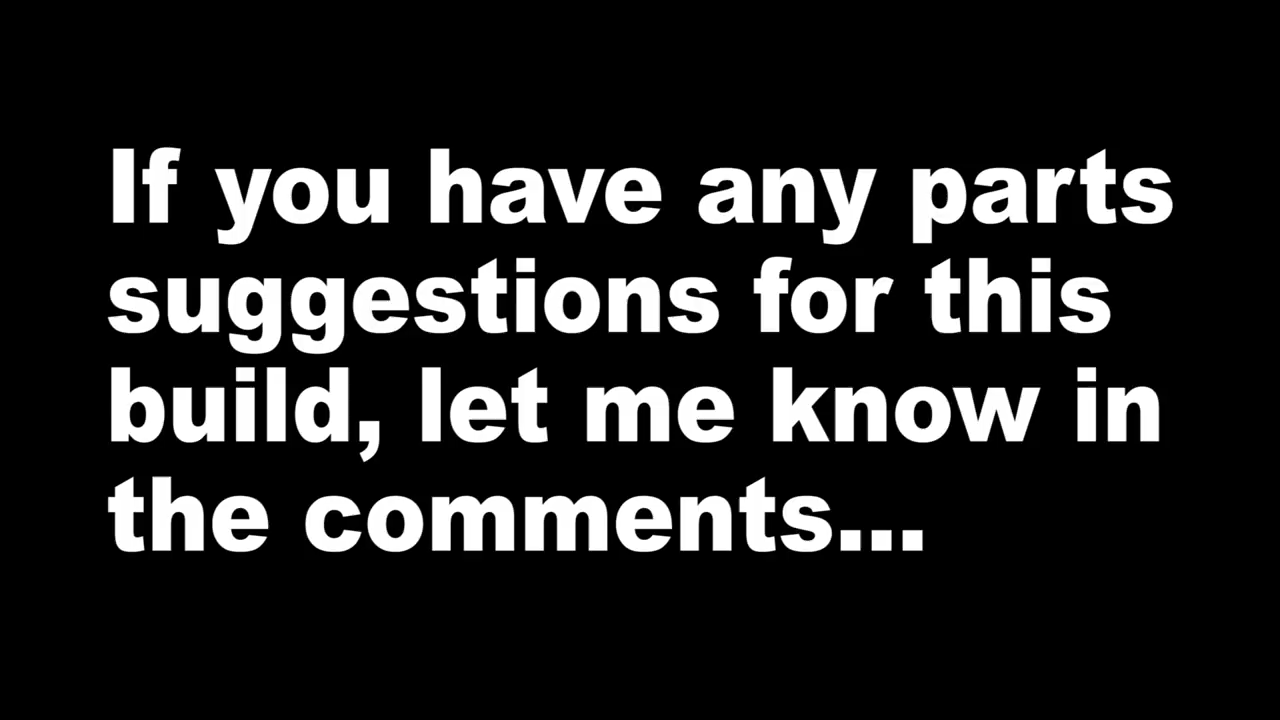 If you have any parts
suggestions for this
build, let me know in
the comments...